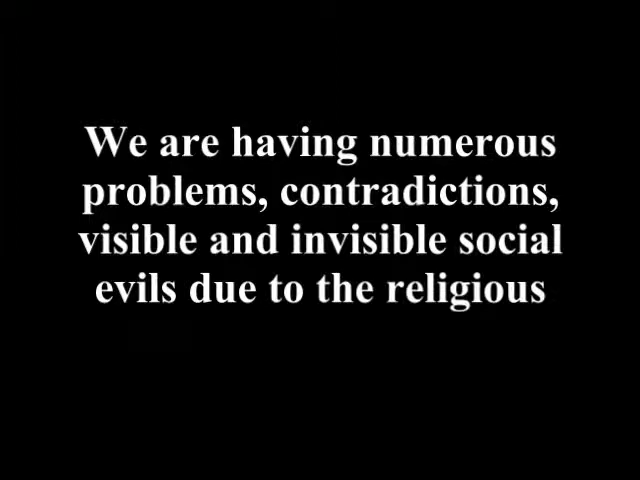 We are having numerous
problems, contradictions,
visible and invisible social
evils due to the religious